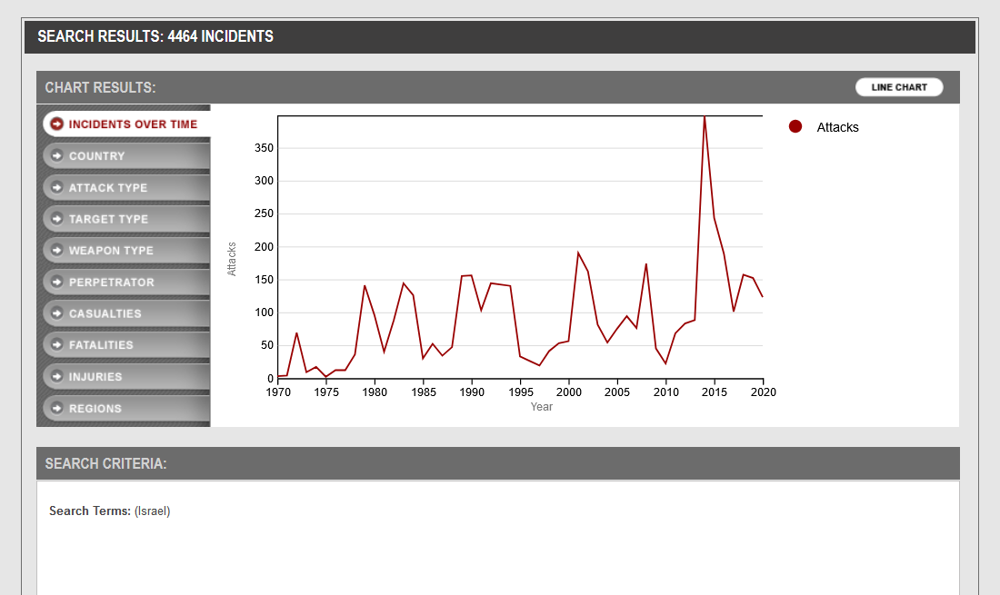 SEARCH RESULTS: 4464 INCIDENTS
CHART RESULTS:
LINE CHART
INCIDENTS OVER TIME
COUNTRY
ATTACK TYPE
TARGET TYPE
WEAPON TYPE
PERPETRATOR
CASUALTIES
FATALITIES
INJURIES
REGIONS
Attacks
350
300
250
200
150
100
50
0
Attacks
1970 1975 1980 1985 1990 1995 2000 2005 2010 2015 2020
Year
SEARCH CRITERIA:
Search Terms: (Israel)